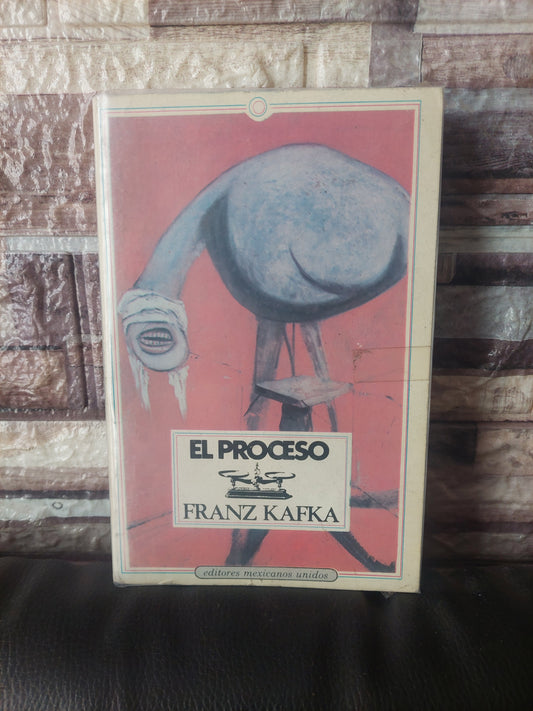 EL PROCESO
FRANZ KAFKA
editores mexicanos unidos